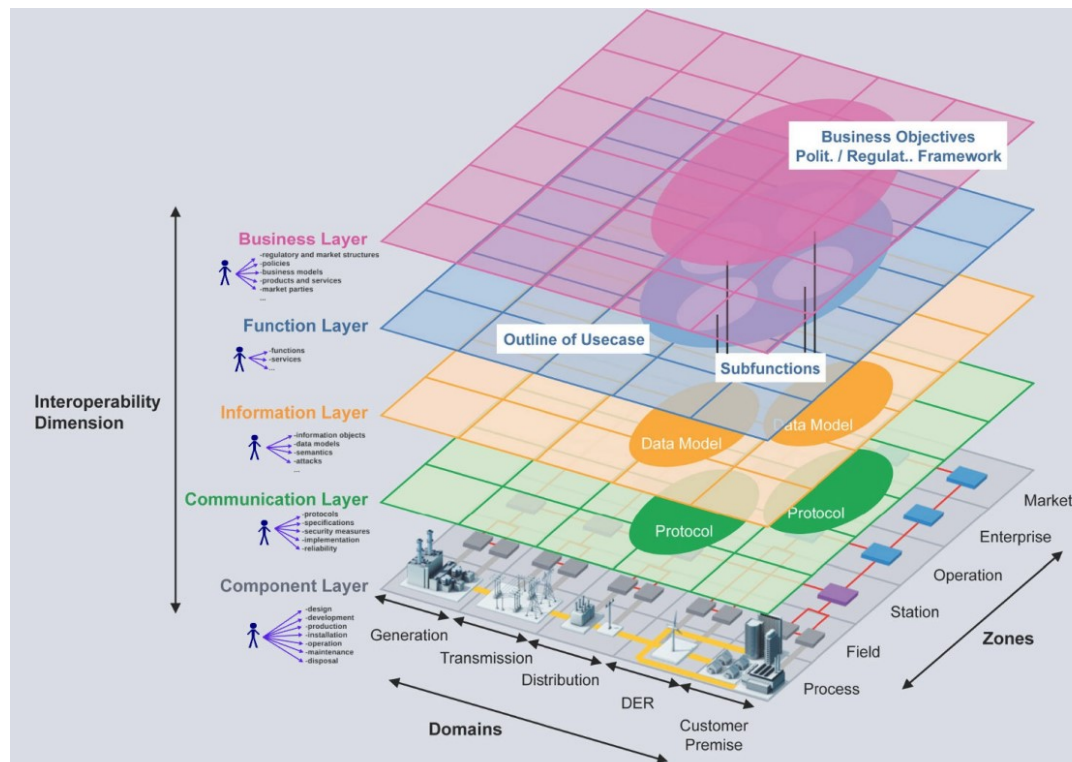 Business Objectives
Polit. / Regulat.. Framework
Business Layer
-regulatory and market structures
-policies
-business models
-products and services
-market parties
...
Function Layer
-functions
-services
...
Outline of Usecase
Subfunctions
Interoperability
Dimension
Information Layer
-information objects
-data models
-semantics
-attacks
...
Data Model
Data Model
Communication Layer
-protocols
-specifications
-security measures
-implementation
-reliability
Protocol
Protocol
Component Layer
-design
-development
-production
-installation
-operation
-maintenance
-disposal
Generation
Transmission
Distribution
DER
Customer
Premise
Domains
Market
Enterprise
Operation
Station
Field
Process
Zones